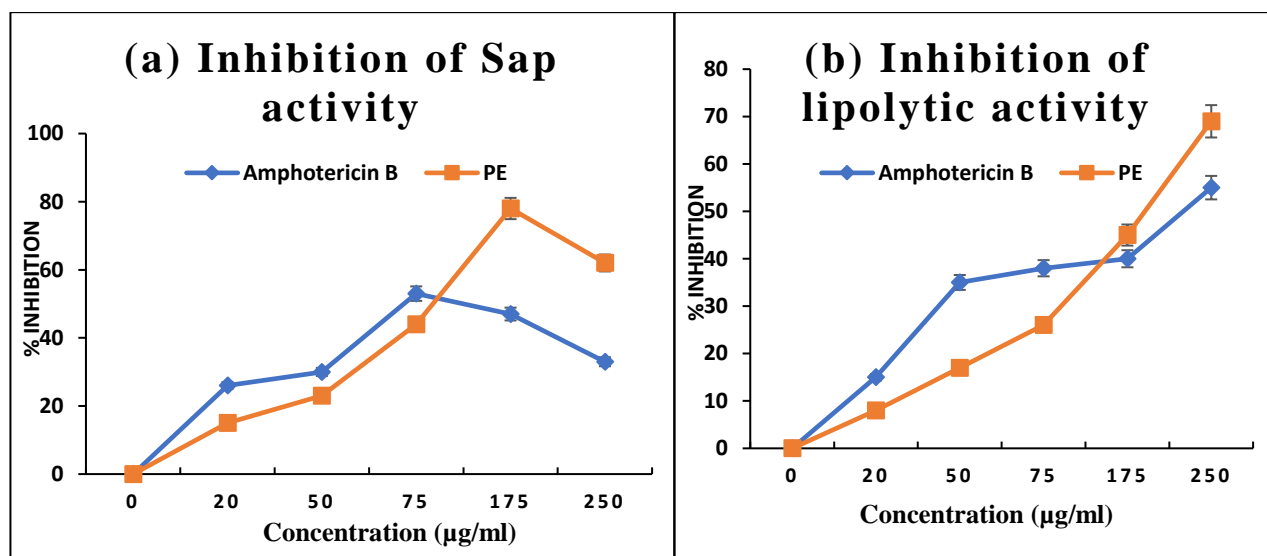 (a) Inhibition of Sap
activity
100
80
60
40
20
0
% INHIBITION
Amphotericin B PE
0 20 50 75 175 250
Concentration (µg/ml)
(b) Inhibition of
lipolytic activity
80
70
60
50
40
30
20
10
0
% INHIBITION
Amphotericin B PE
0 20 50 75 175 250
Concentration (µg/ml)